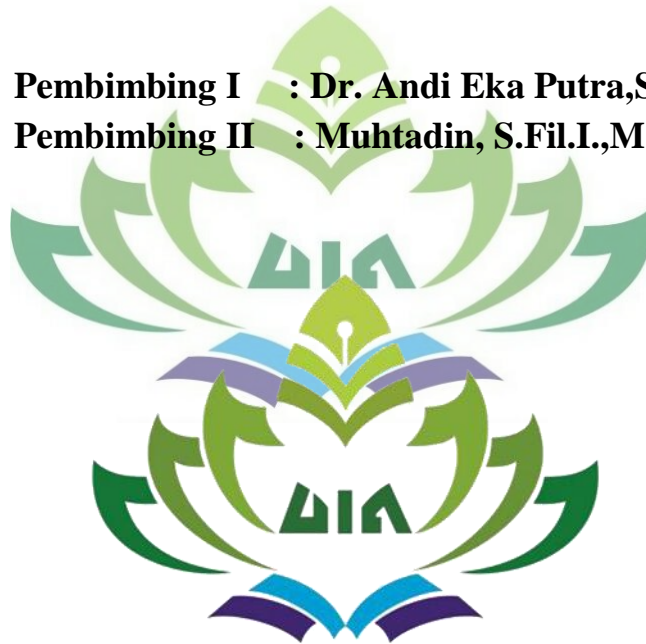 Pembimbing I : Dr. Andi Eka Putra,S
Pembimbing II : Muhtadin, S.Fil.I.,M
UIN
UIN